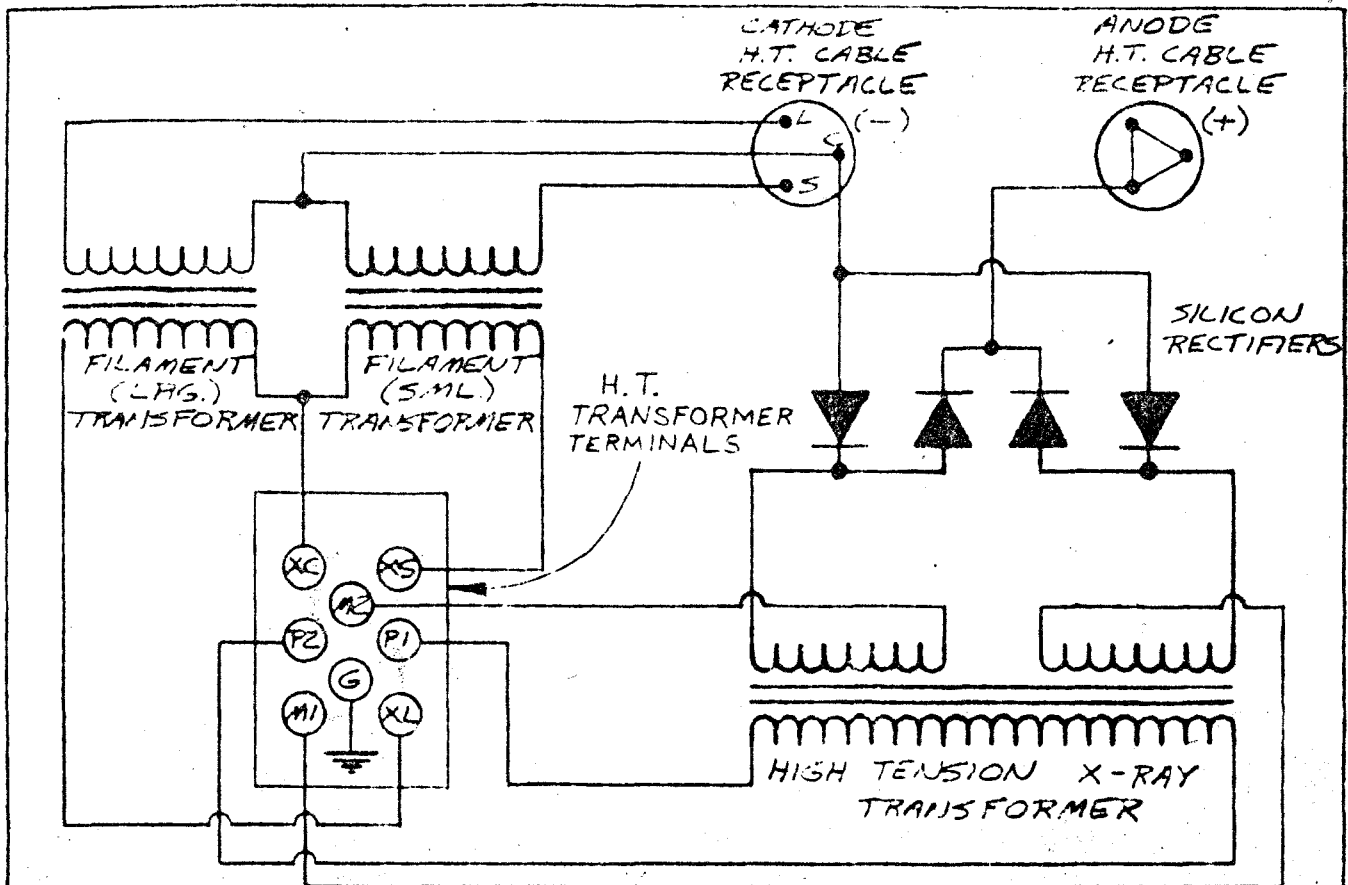 CATHODE
H.T. CABLE
RECEPTACLE
(-)
ANODE
H.T. CABLE
RECEPTACLE
(+)
L
C
S
SILICON
RECTIFIERS
FILAMENT
(LRG.)
TRANSFORMER
FILAMENT
(SML.)
TRANSFORMER
H.T.
TRANSFORMER
TERMINALS
XC
XS
M2
P2
P1
G
M1
XL
HIGH TENSION X-RAY
TRANSFORMER